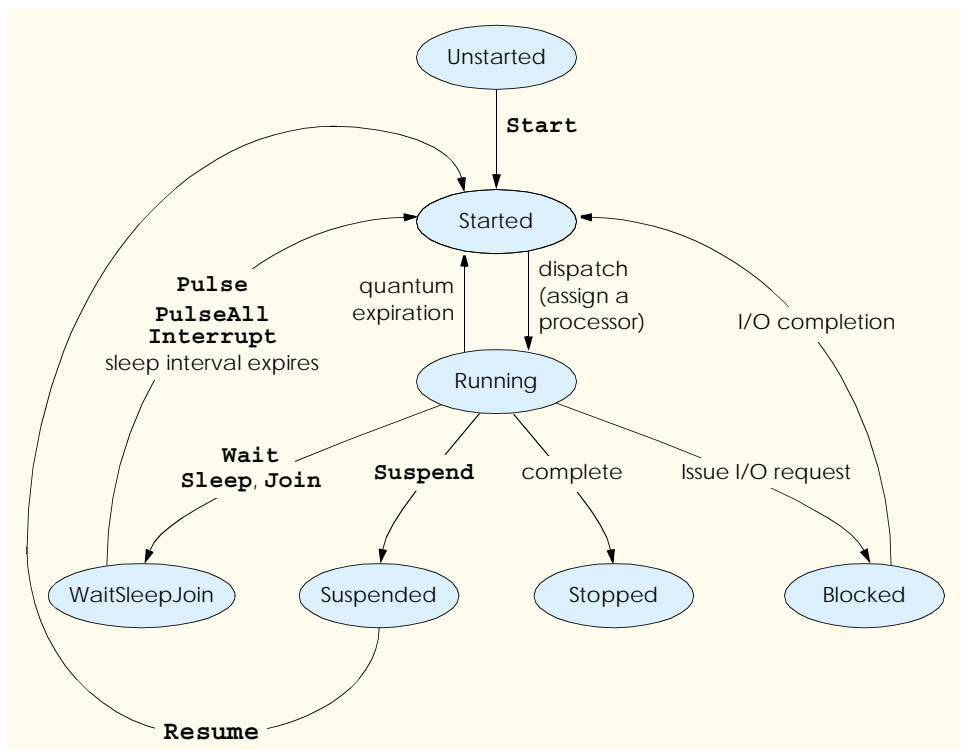 Unstarted
Start
Started
quantum
expiration
dispatch
(assign a
processor)
Pulse
PulseAll
Interrupt
sleep interval expires
I/O completion
Running
Wait
Sleep, Join
Suspend
complete
Issue I/O request
WaitSleepJoin
Suspended
Stopped
Blocked
Resume